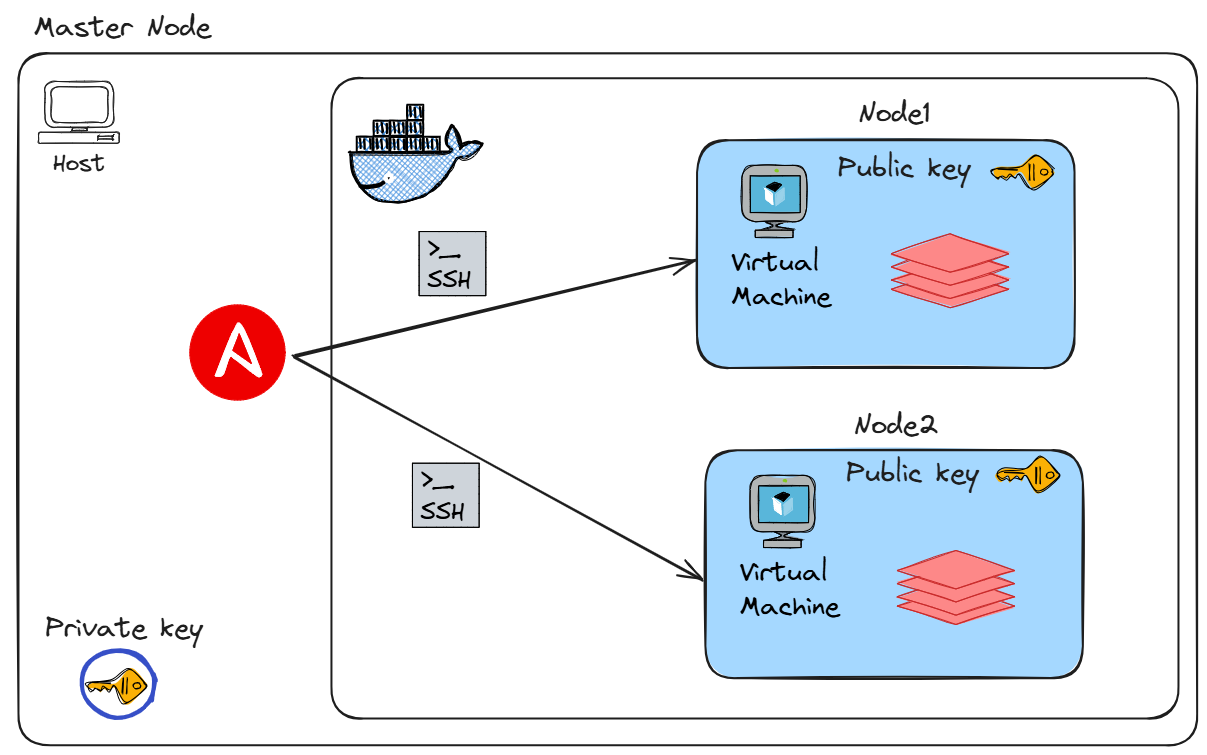 Master Node
Host
Node1
Public key
>_
SSH
Virtual
Machine
Node2
Public key
>_
SSH
Virtual
Machine
Private key